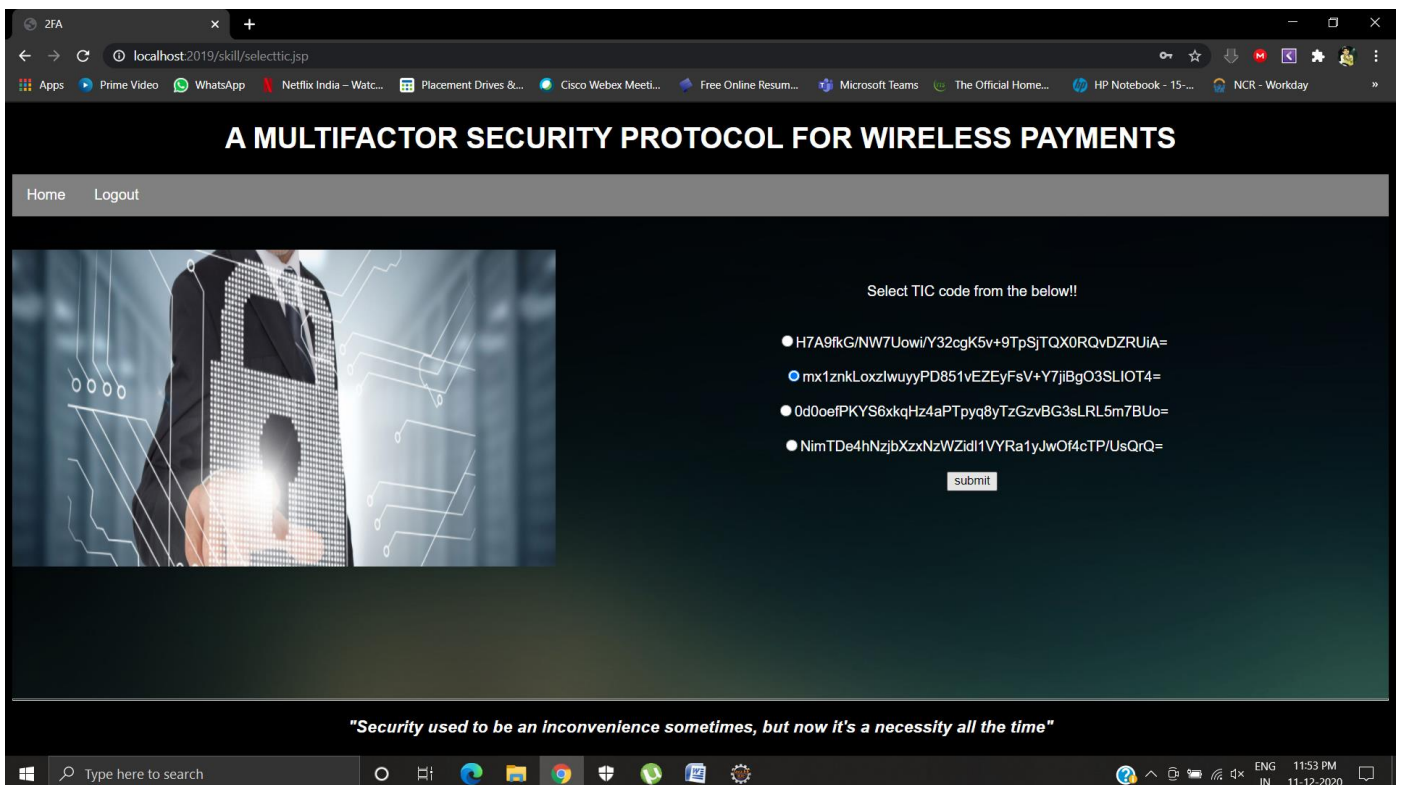 2FA
localhost:2019/skill/selecttic.jsp
Apps Prime Video WhatsApp Netflix India – Watc... Placement Drives &... Cisco Webex Meeti... Free Online Resum... Microsoft Teams The Official Home... HP Notebook - 15-... NCR - Workday »
A MULTIFACTOR SECURITY PROTOCOL FOR WIRELESS PAYMENTS
Home Logout
Select TIC code from the below!!
H7A9fkG/NW7Uowi/Y32cgK5v+9TpSjTQX0RQvDZRUiA=
mx1znkLoxzIwuyyPD851vEZEyFsV+Y7jiBgO3SLIOT4=
0d0oefPKYS6xkqHz4aPTpyq8yTzGzvBG3sLRL5m7BUo=
NimTDe4hNzjbXzxNzWZidl1VYRa1yJwOf4cTP/UsQrQ=
submit
"Security used to be an inconvenience sometimes, but now it's a necessity all the time"
Type here to search
ENG 11:53 PM
IN 11-12-2020